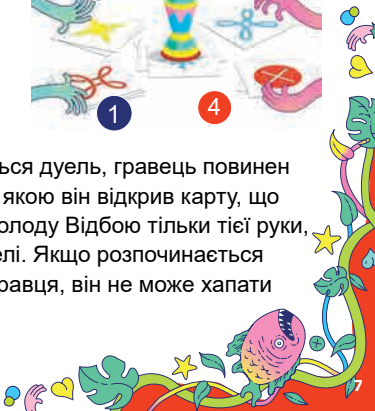 1
4
ься дуель, гравець повинен
якою він відкрив карту, що
олоду Відбою тільки тієї руки,
елі. Якщо розпочинається
равця, він не може хапати
7